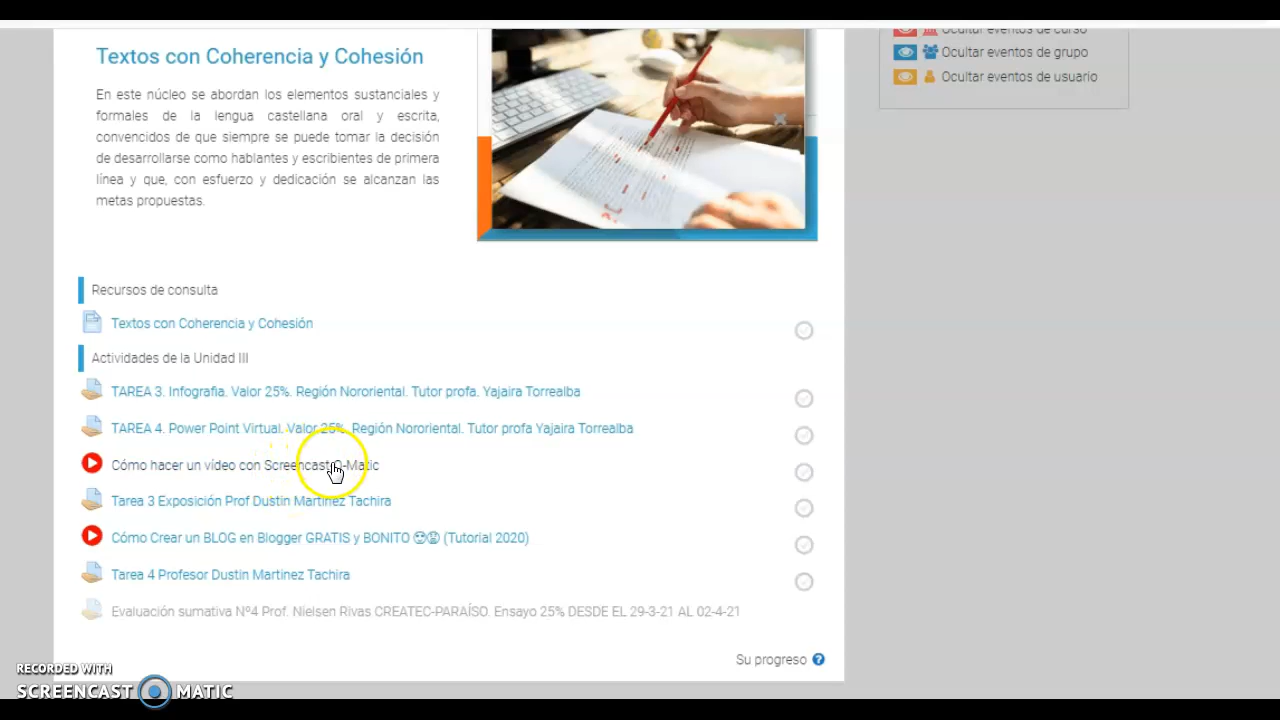 Textos con Coherencia y Cohesión
En este núcleo se abordan los elementos sustanciales y
formales de la lengua castellana oral y escrita,
convencidos de que siempre se puede tomar la decisión
de desarrollarse como hablantes y escribientes de primera
línea y que, con esfuerzo y dedicación se alcanzan las
metas propuestas.
Ocultar eventos de curso
Ocultar eventos de grupo
Ocultar eventos de usuario
Recursos de consulta
Textos con Coherencia y Cohesión
Actividades de la Unidad III
TAREA 3. Infografia. Valor 25%. Región Nororiental. Tutor profa. Yajaira Torrealba
TAREA 4. Power Point Virtual. Valor 25%. Región Nororiental. Tutor profa Yajaira Torrealba
Cómo hacer un vídeo con Screencast O-Matic
Tarea 3 Exposición Prof Dustin Martinez Tachira
Cómo Crear un BLOG en Blogger GRATIS y BONITO (Tutorial 2020)
Tarea 4 Profesor Dustin Martinez Tachira
Evaluación sumativa Nº4 Prof. Nielsen Rivas CREATEC-PARAÍSO. Ensayo 25% DESDE EL 29-3-21 AL 02-4-21
Su progreso
RECORDED WITH
SCREENCAST MATIC